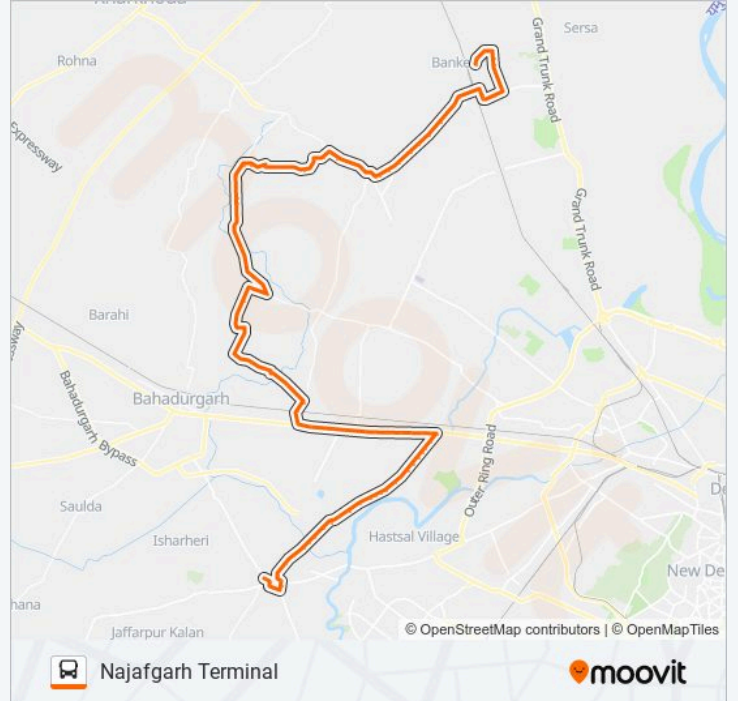 Sersa
Rohna
Banke
Grand Trunk Road
Expressway
Grand Trunk Road
Barahi
Bahadurgarh
Bahadurgarh Bypass
Outer Ring Road
Saulda
Hastsal Village
Isharheri
New De
Jaffarpur Kalan
© OpenStreetMap contributors | © OpenMapTiles
Najafgarh Terminal
moovit